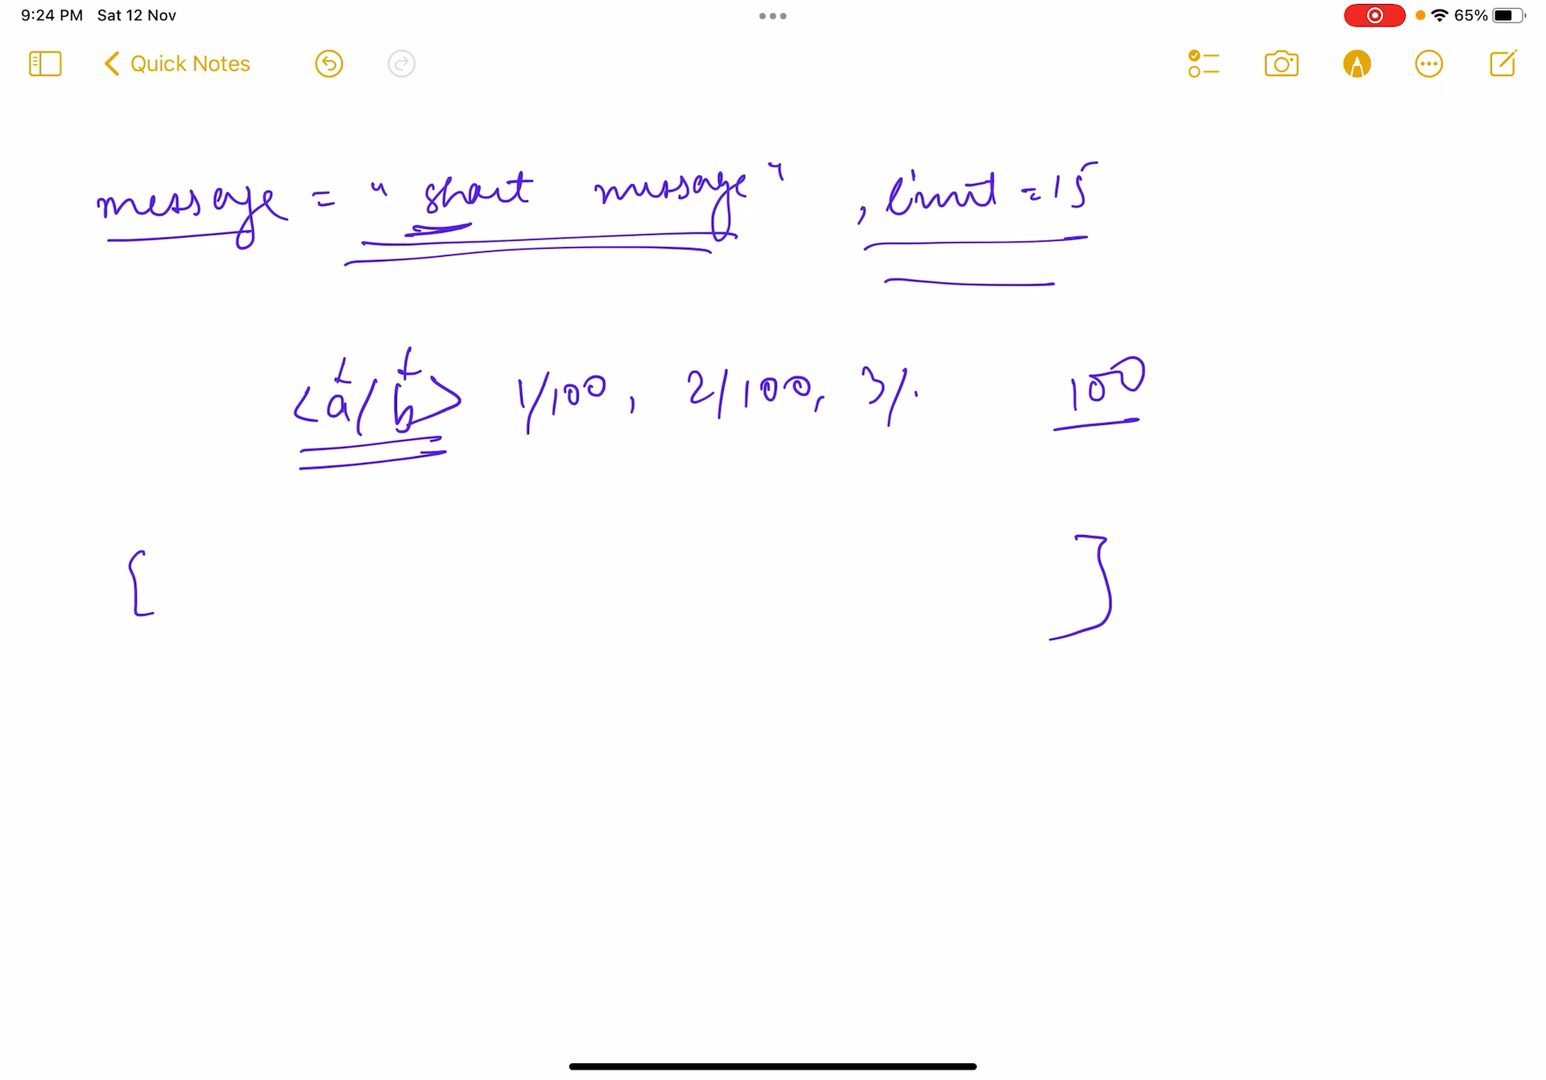 9:24 PM Sat 12 Nov 65%
Quick Notes
message = "short message", limit = 15
t t
<a/b> 1/100, 2/100, 3/. 100
[ ]